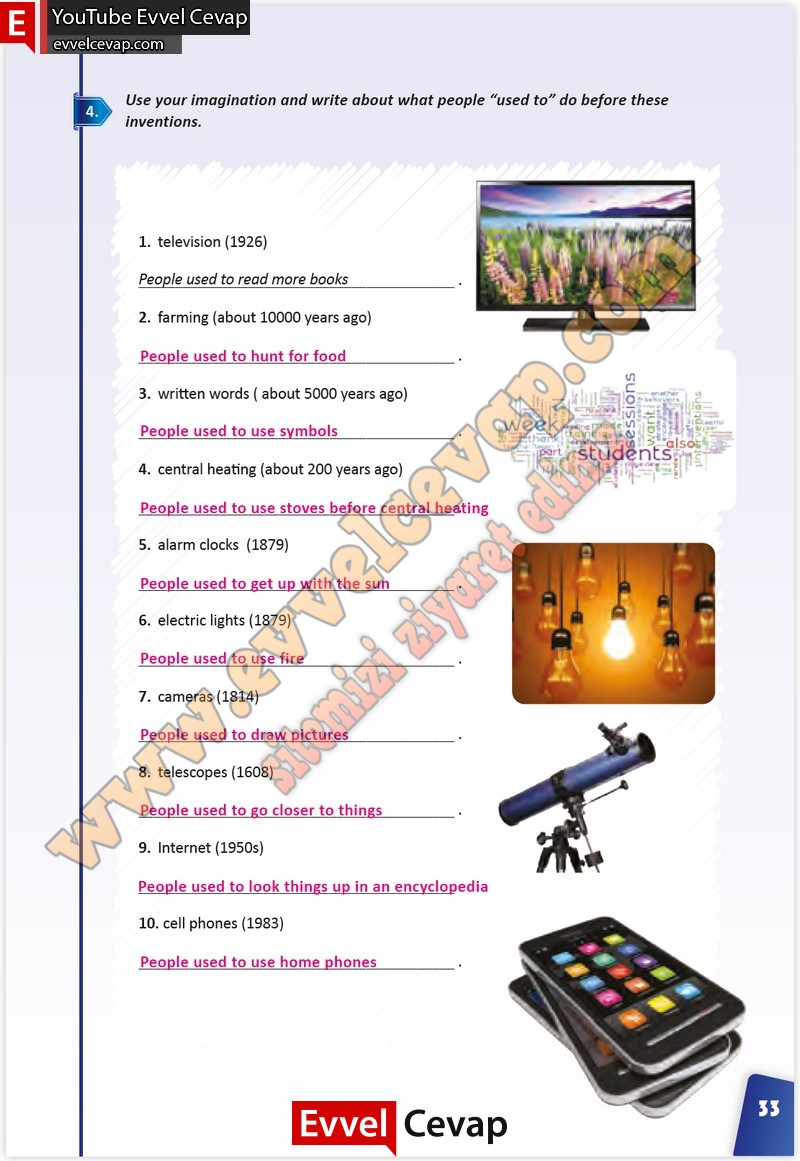 E
YouTube Evvel Cevap
evvelcevap.com
4.
Use your imagination and write about what people “used to” do before these
inventions.
1. television (1926)
People used to read more books .
2. farming (about 10000 years ago)
People used to hunt for food .
3. written words ( about 5000 years ago)
People used to use symbols .
week
sessions
students
want
also
part
think
another
4. central heating (about 200 years ago)
People used to use stoves before central heating
5. alarm clocks (1879)
People used to get up with the sun .
6. electric lights (1879)
People used to use fire .
7. cameras (1814)
People used to draw pictures .
8. telescopes (1608)
People used to go closer to things .
9. Internet (1950s)
People used to look things up in an encyclopedia
10. cell phones (1983)
People used to use home phones .
www.evvelcevap.com
sitemizi ziyaret edin
33
Evvel Cevap